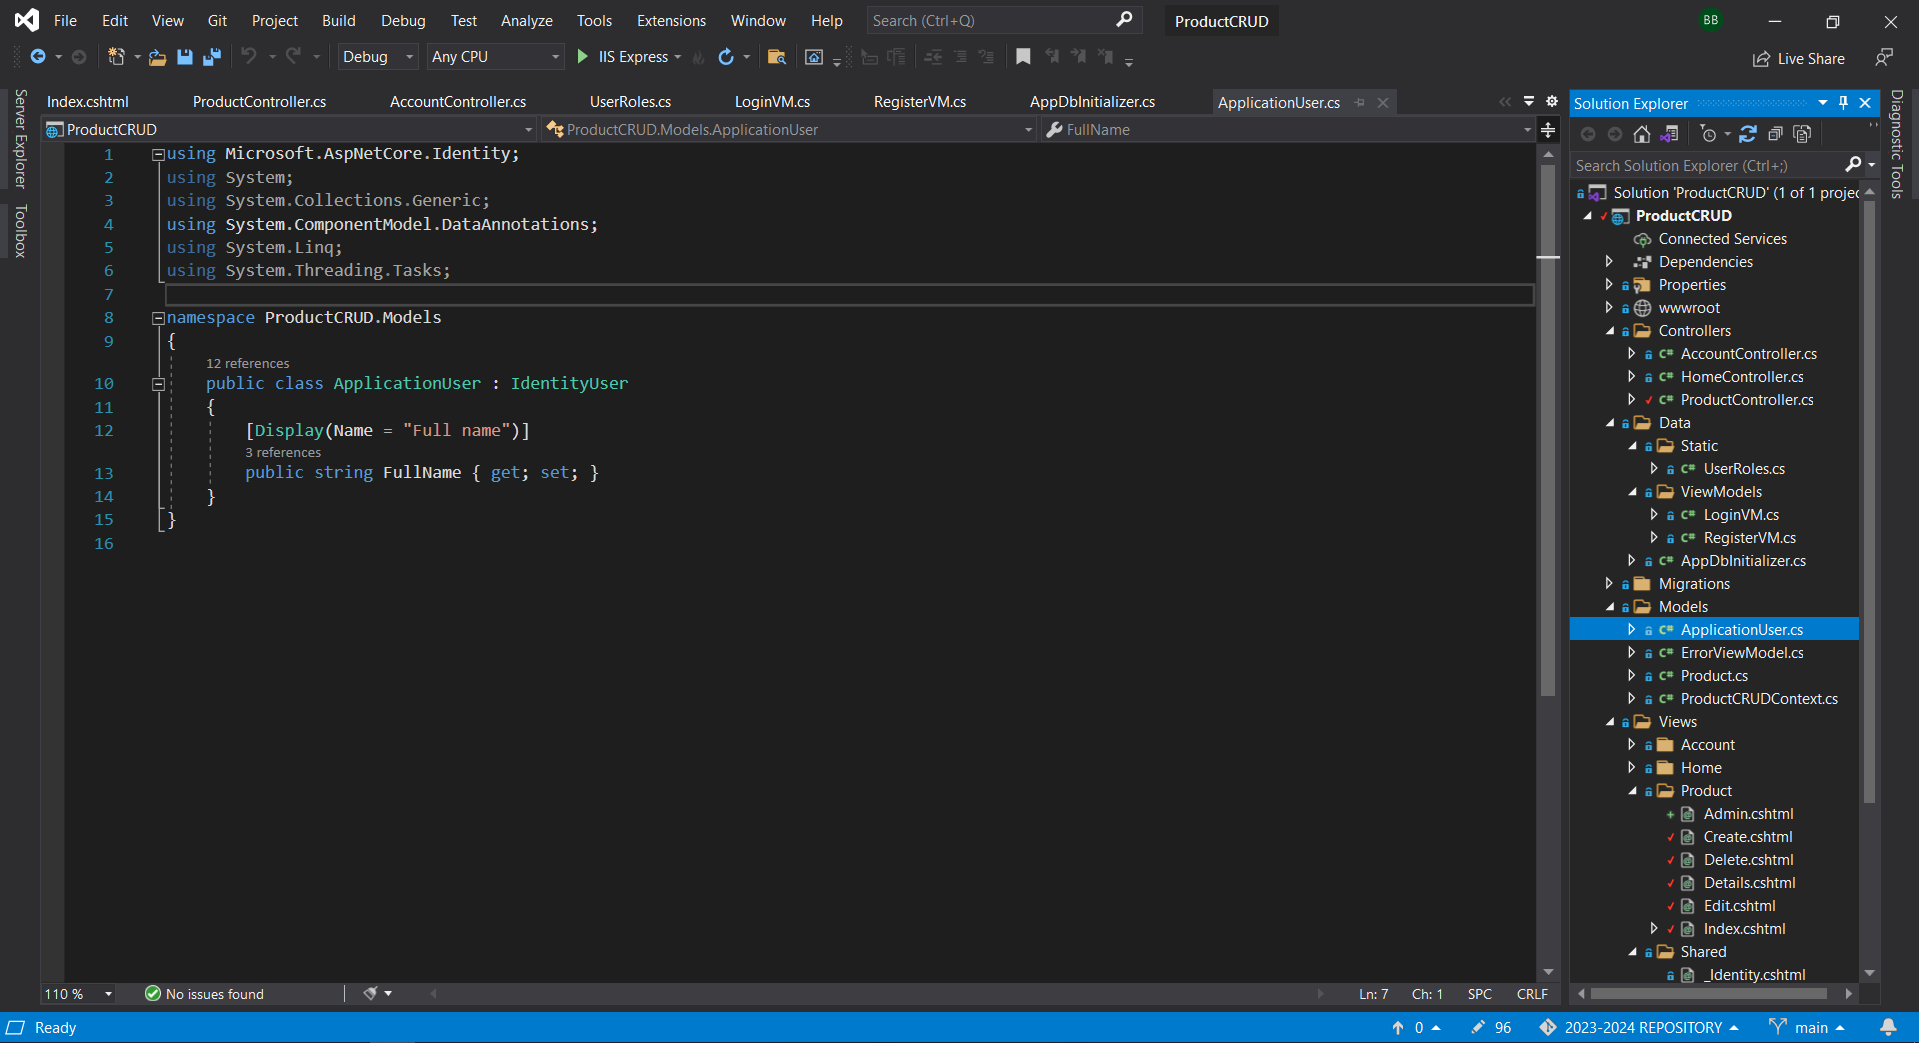 File Edit View Git Project Build Debug Test Analyze Tools Extensions Window Help Search (Ctrl+Q) ProductCRUD BB
Debug Any CPU IIS Express Live Share
Server Explorer
Toolbox
Index.cshtml ProductController.cs AccountController.cs UserRoles.cs LoginVM.cs RegisterVM.cs AppDbInitializer.cs ApplicationUser.cs
ProductCRUD ProductCRUD.Models.ApplicationUser FullName
1 using Microsoft.AspNetCore.Identity;
2 using System;
3 using System.Collections.Generic;
4 using System.ComponentModel.DataAnnotations;
5 using System.Linq;
6 using System.Threading.Tasks;
7
8 namespace ProductCRUD.Models
9 {
12 references
10 public class ApplicationUser : IdentityUser
11 {
12 [Display(Name = "Full name")]
3 references
13 public string FullName { get; set; }
14 }
15 }
16
110 % No issues found Ln: 7 Ch: 1 SPC CRLF
Solution Explorer
Search Solution Explorer (Ctrl+;)
Solution 'ProductCRUD' (1 of 1 projec
ProductCRUD
Connected Services
Dependencies
Properties
wwwroot
Controllers
C# AccountController.cs
C# HomeController.cs
C# ProductController.cs
Data
Static
C# UserRoles.cs
ViewModels
C# LoginVM.cs
C# RegisterVM.cs
C# AppDbInitializer.cs
Migrations
Models
C# ApplicationUser.cs
C# ErrorViewModel.cs
C# Product.cs
C# ProductCRUDContext.cs
Views
Account
Home
Product
Admin.cshtml
Create.cshtml
Delete.cshtml
Details.cshtml
Edit.cshtml
Index.cshtml
Shared
_Identity.cshtml
Diagnostic Tools
Ready 0 96 2023-2024 REPOSITORY main